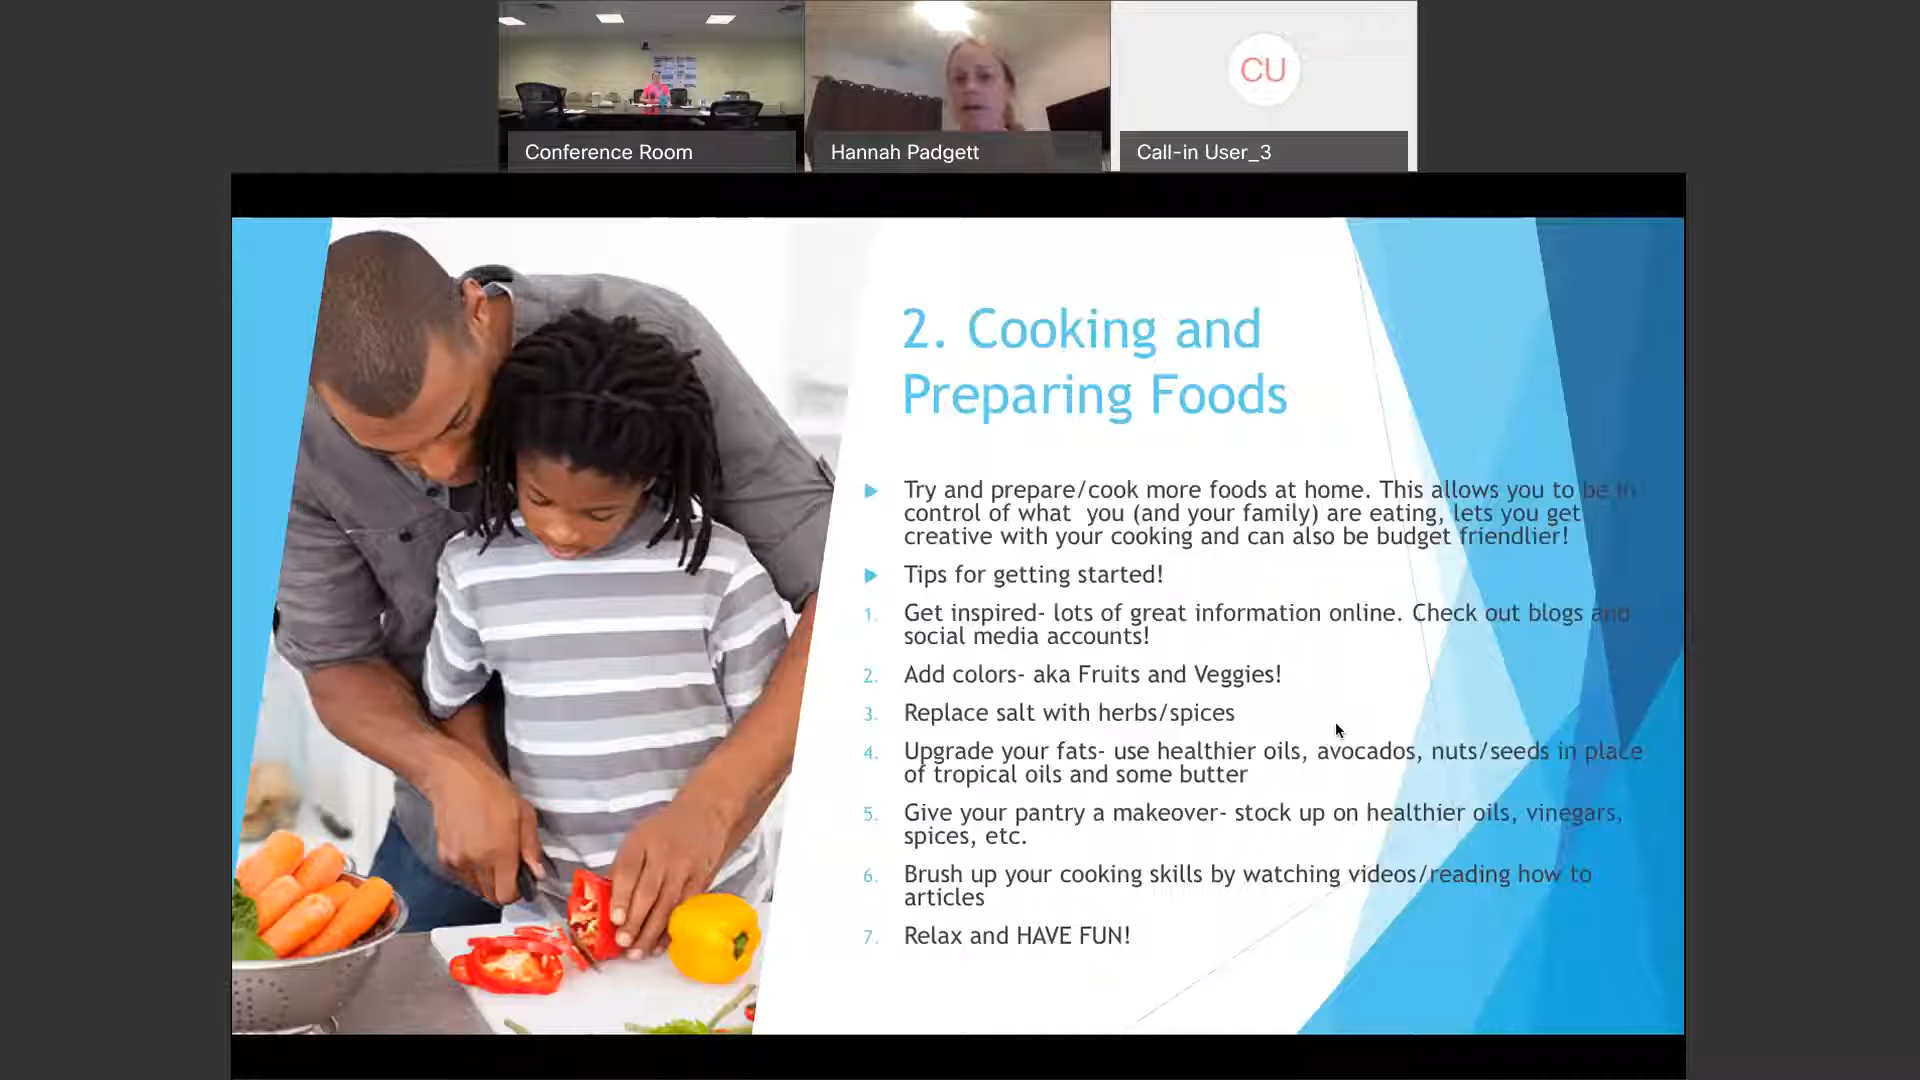 Conference Room
Hannah Padgett
CU
Call-in User_3
2. Cooking and
Preparing Foods
Try and prepare/cook more foods at home. This allows you to be in
control of what  you (and your family) are eating, lets you get
creative with your cooking and can also be budget friendlier!
Tips for getting started!
1. Get inspired- lots of great information online. Check out blogs and
social media accounts!
2. Add colors- aka Fruits and Veggies!
3. Replace salt with herbs/spices
4. Upgrade your fats- use healthier oils, avocados, nuts/seeds in place
of tropical oils and some butter
5. Give your pantry a makeover- stock up on healthier oils, vinegars,
spices, etc.
6. Brush up your cooking skills by watching videos/reading how to
articles
7. Relax and HAVE FUN!